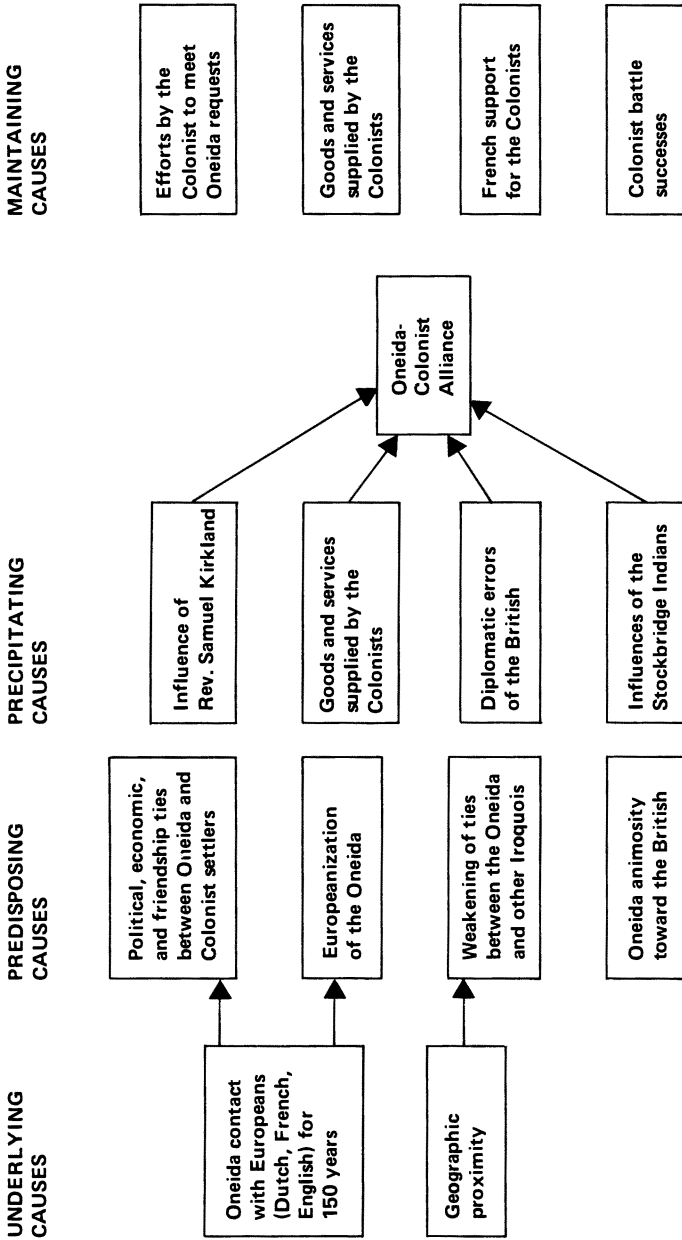 UNDERLYING
CAUSES
Oneida contact
with Europeans
(Dutch, French,
English) for
150 years
Geographic
proximity
PREDISPOSING
CAUSES
Political, economic,
and friendship ties
between Oneida and
Colonist settlers
Europeanization
of the Oneida
Weakening of ties
between the Oneida
and other Iroquois
Oneida animosity
toward the British
PRECIPITATING
CAUSES
Influence of
Rev. Samuel Kirkland
Goods and services
supplied by the
Colonists
Diplomatic errors
of the British
Influences of the
Stockbridge Indians
Oneida-
Colonist
Alliance
MAINTAINING
CAUSES
Efforts by the
Colonist to meet
Oneida requests
Goods and services
supplied by the
Colonists
French support
for the Colonists
Colonist battle
successes